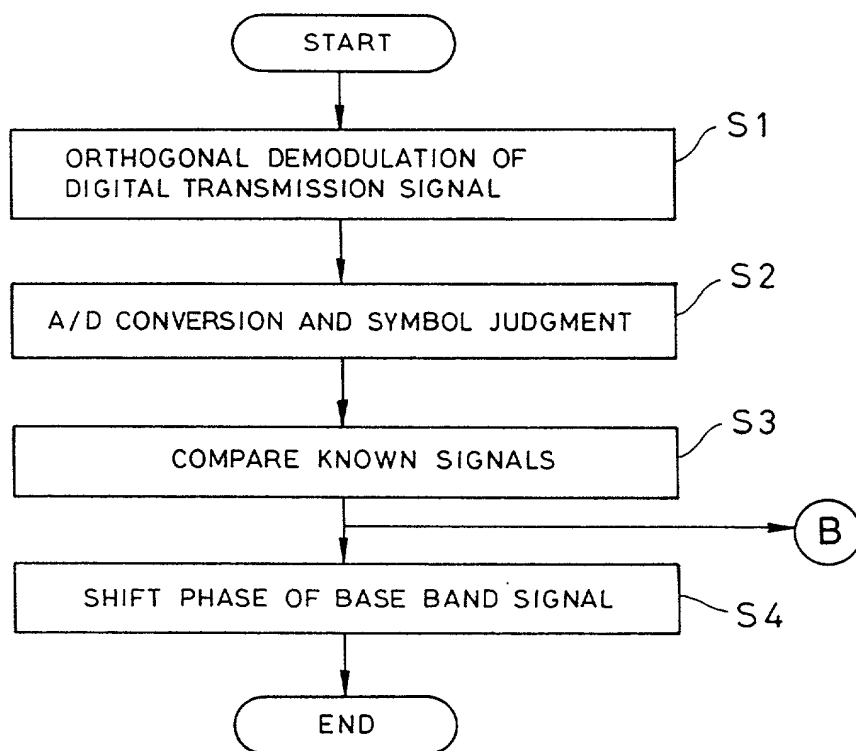 START
S1
ORTHOGONAL DEMODULATION OF
DIGITAL TRANSMISSION SIGNAL
S2
A/D CONVERSION AND SYMBOL JUDGMENT
S3
COMPARE KNOWN SIGNALS
B
SHIFT PHASE OF BASE BAND SIGNAL
S4
END